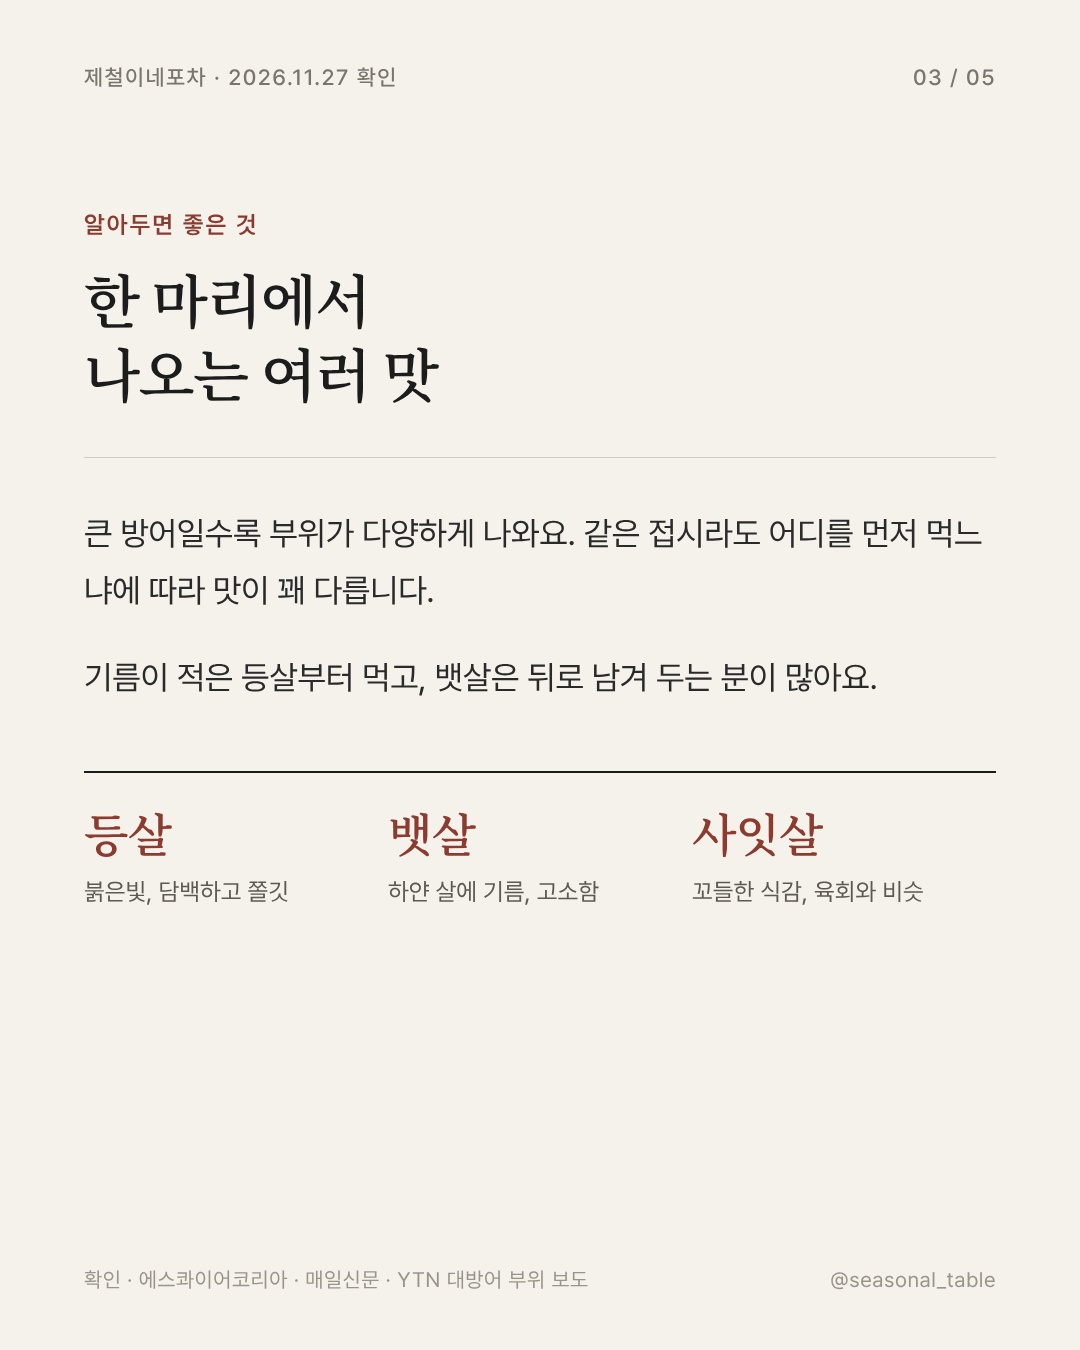 제철이네포차 · 2026.11.27 확인
03 / 05
알아두면 좋은 것
한 마리에서
나오는 여러 맛
큰 방어일수록 부위가 다양하게 나와요. 같은 접시라도 어디를 먼저 먹느
냐에 따라 맛이 꽤 다릅니다.
기름이 적은 등살부터 먹고, 뱃살은 뒤로 남겨 두는 분이 많아요.
등살
붉은빛, 담백하고 쫄깃
뱃살
하얀 살에 기름, 고소함
사잇살
꼬들한 식감, 육회와 비슷
확인 · 에스콰이어코리아 · 매일신문 · YTN 대방어 부위 보도
@seasonal_table